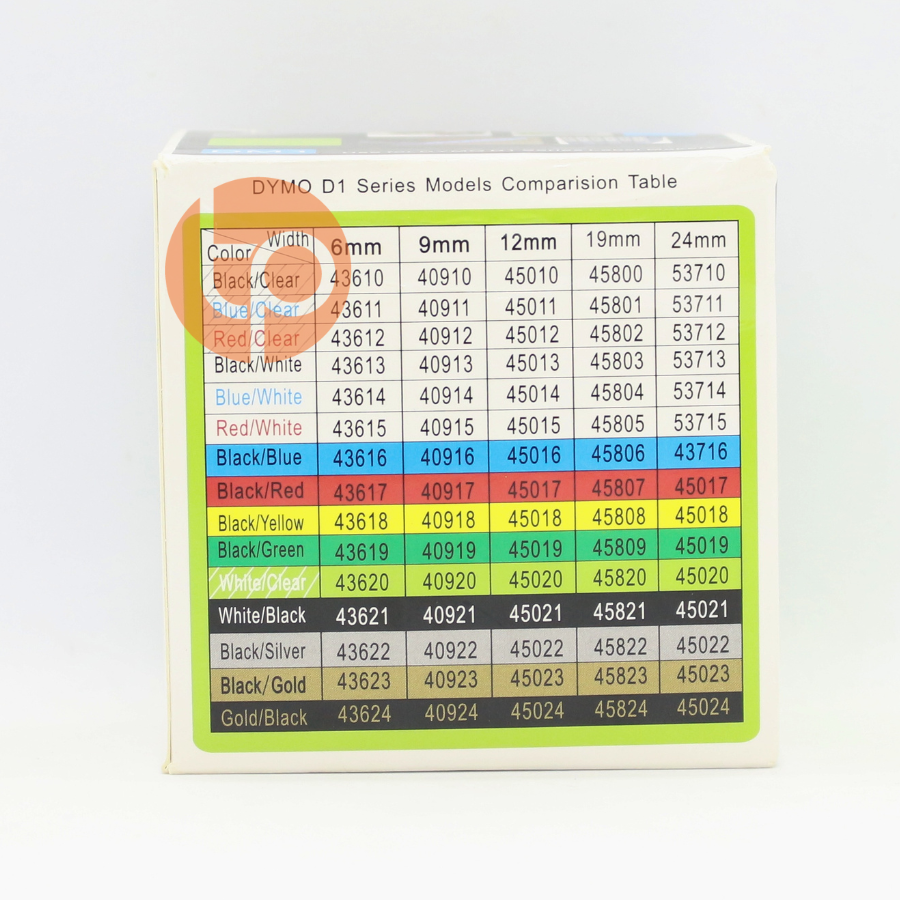 DYMO D1 Series Models Comparision Table
Color Width 6mm 9mm 12mm 19mm 24mm
Black/Clear 43610 40910 45010 45800 53710
Blue/Clear 43611 40911 45011 45801 53711
Red/Clear 43612 40912 45012 45802 53712
Black/White 43613 40913 45013 45803 53713
Blue/White 43614 40914 45014 45804 53714
Red/White 43615 40915 45015 45805 53715
Black/Blue 43616 40916 45016 45806 43716
Black/Red 43617 40917 45017 45807 45017
Black/Yellow 43618 40918 45018 45808 45018
Black/Green 43619 40919 45019 45809 45019
White/Clear 43620 40920 45020 45820 45020
White/Black 43621 40921 45021 45821 45021
Black/Silver 43622 40922 45022 45822 45022
Black/Gold 43623 40923 45023 45823 45023
Gold/Black 43624 40924 45024 45824 45024